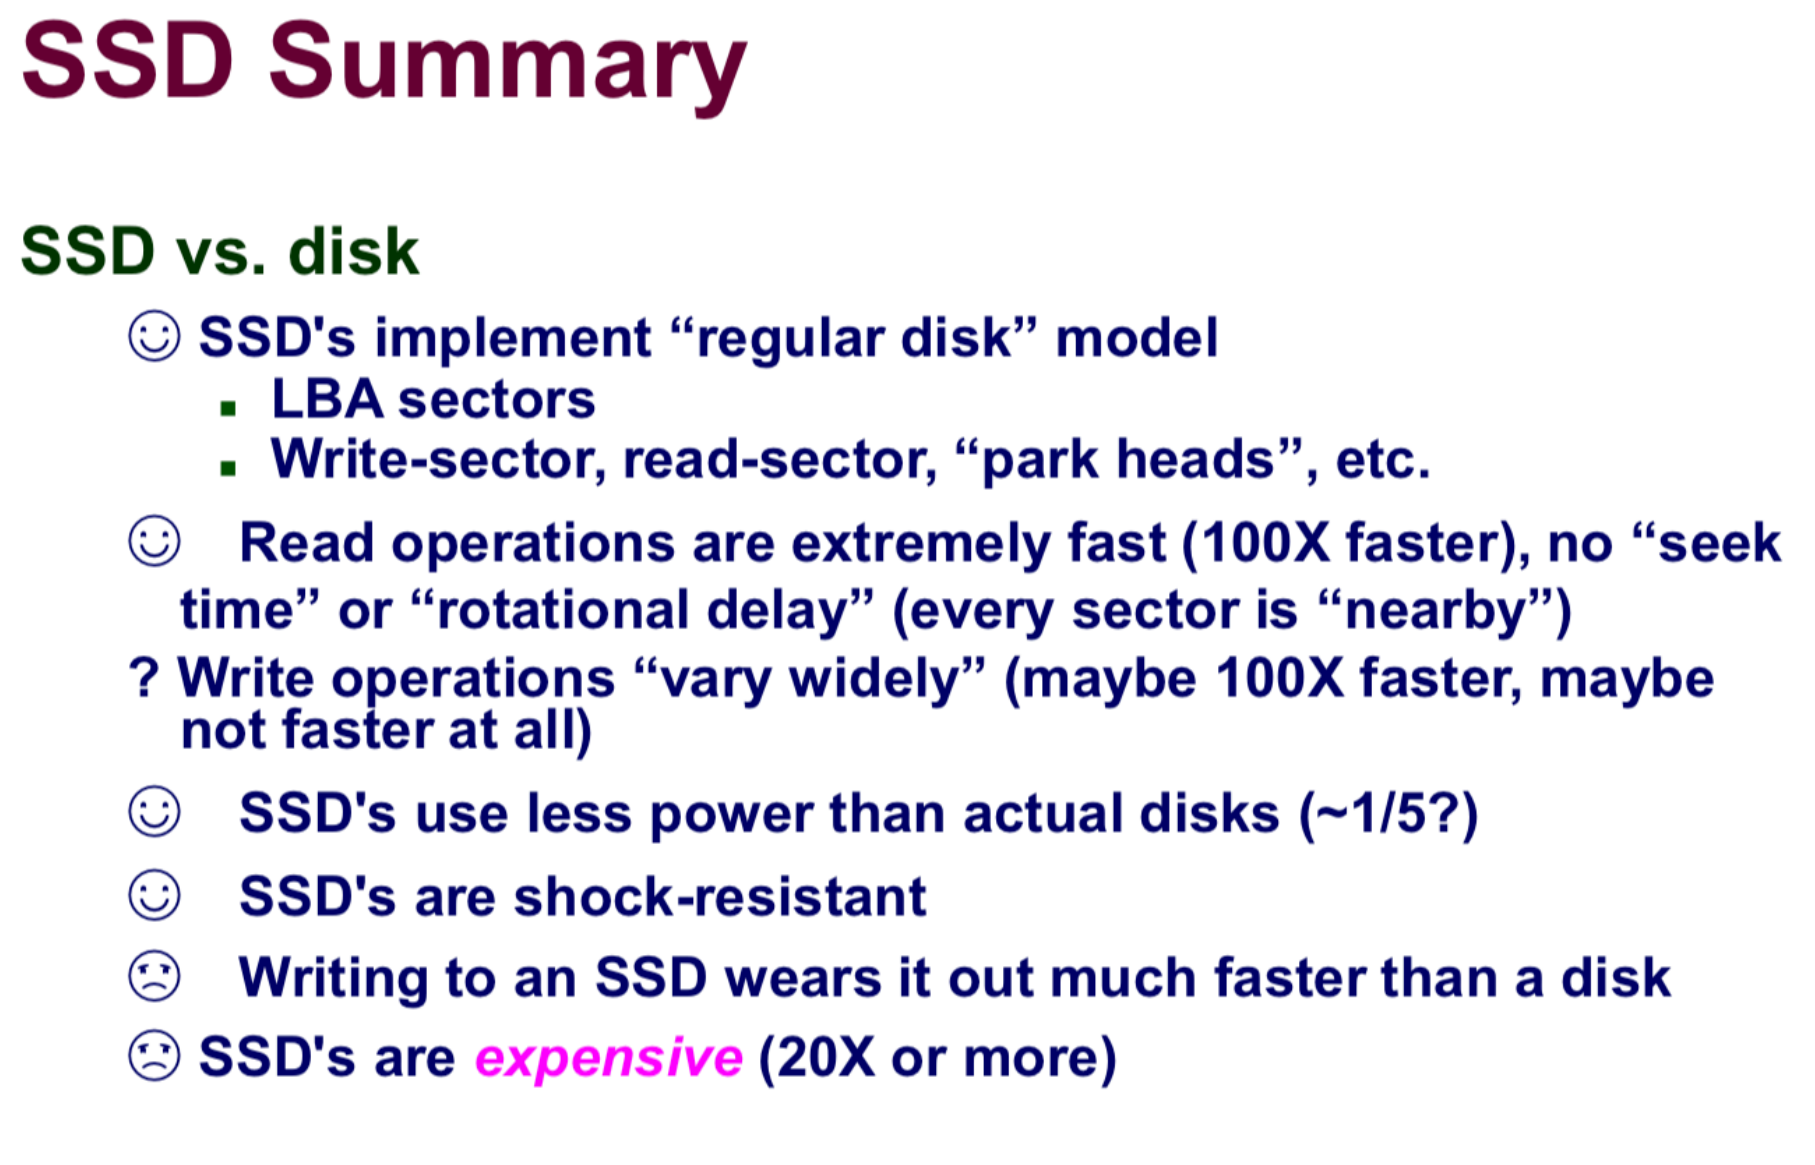 SSD Summary
SSD vs. disk
☺ SSD's implement “regular disk” model
▪ LBA sectors
▪ Write-sector, read-sector, “park heads”, etc.
☺ Read operations are extremely fast (100X faster), no “seek
time” or “rotational delay” (every sector is “nearby”)
? Write operations “vary widely” (maybe 100X faster, maybe
not faster at all)
☺ SSD's use less power than actual disks (~1/5?)
☺ SSD's are shock-resistant
☹ Writing to an SSD wears it out much faster than a disk
☹ SSD's are expensive (20X or more)